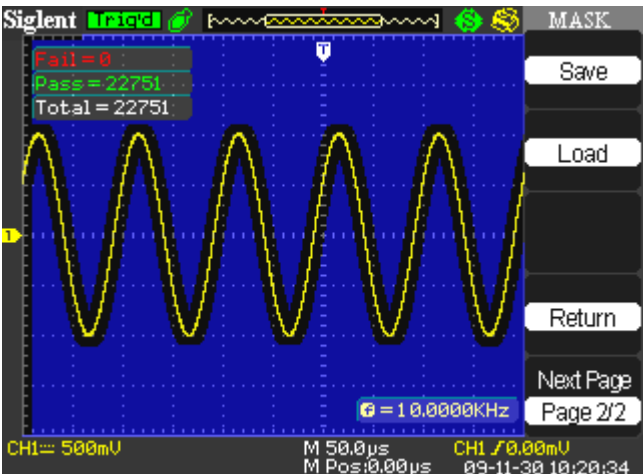 Siglent Trig'd MASK
Fail=0
Pass=22751
Total=22751
T
S
Save
Load
1
Return
Next Page
Page 2/2
f=10.0000KHz
CH1 500mV M 50.0µs CH1 0.00mV
M Pos:0.00µs 09-11-30 10:20:34